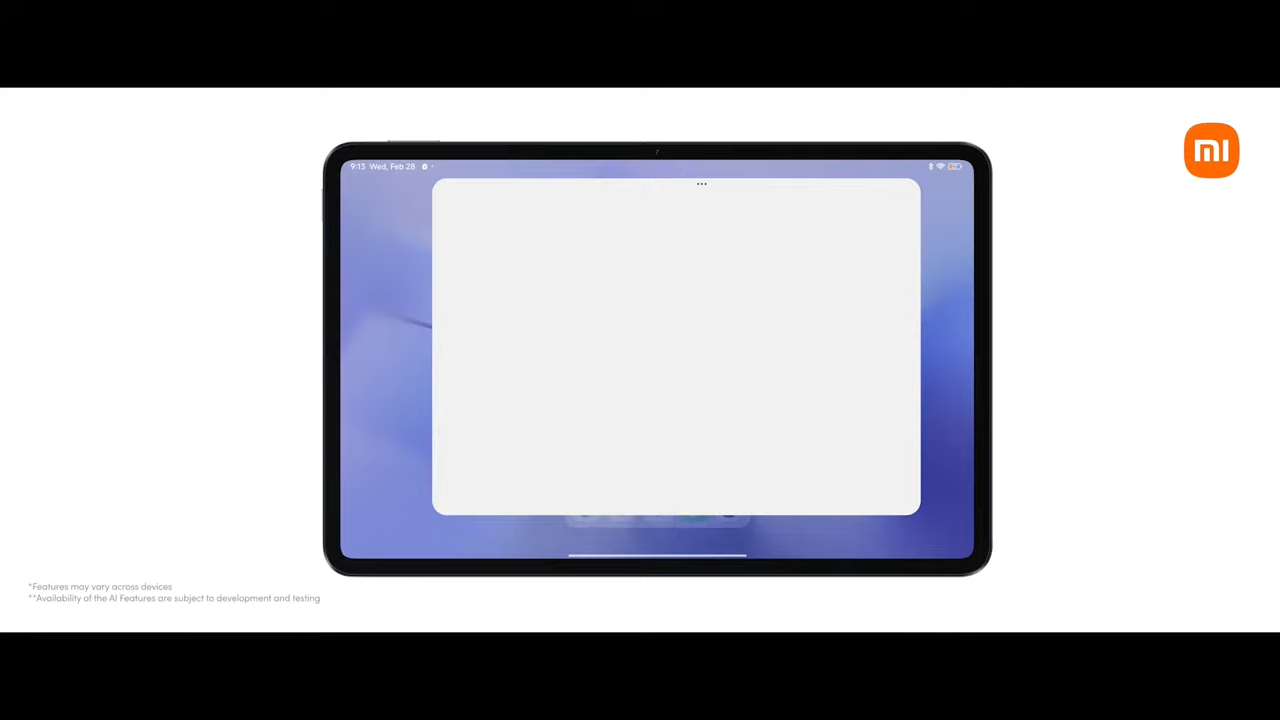 mi
9:13 Wed, Feb 28
*Features may vary across devices
**Availability of the AI Features are subject to development and testing